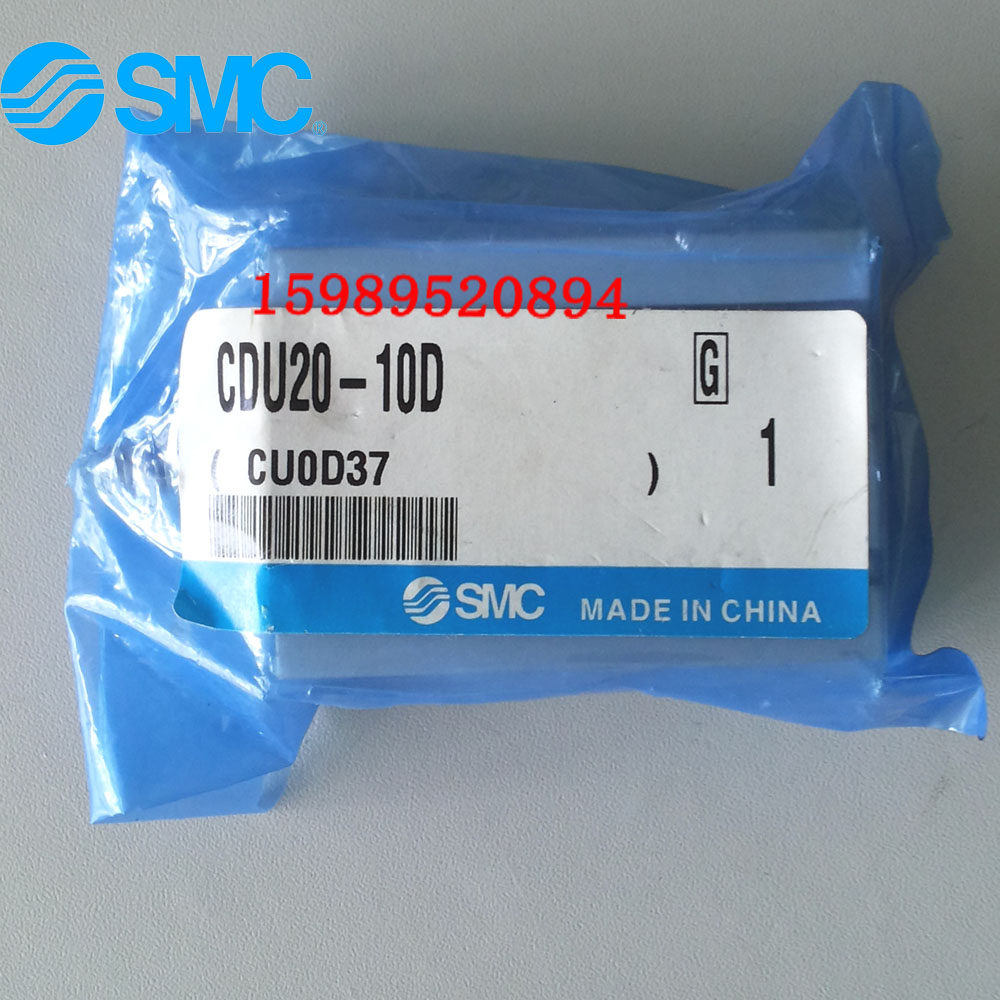 SMC®
15989520894
CDU20-10D
G
( CU0D37 )
1
SMC MADE IN CHINA